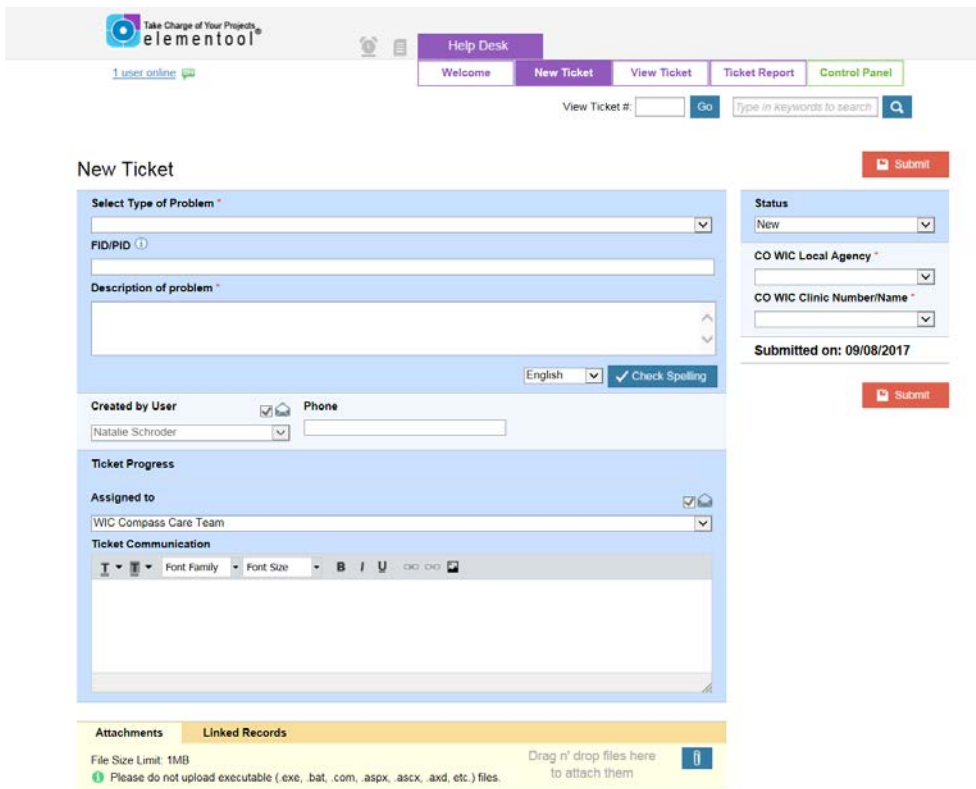 Take Charge of Your Projects
elementool®
Help Desk
1 user online
Welcome
New Ticket
View Ticket
Ticket Report
Control Panel
View Ticket #:
Go
Type in keywords to search
New Ticket
Submit
Select Type of Problem *
FID/PID
Description of problem *
English
Check Spelling
Created by User
Phone
Natalie Schroder
Ticket Progress
Assigned to
WIC Compass Care Team
Ticket Communication
T T Font Family Font Size B I U
Status
New
CO WIC Local Agency *
CO WIC Clinic Number/Name *
Submitted on: 09/08/2017
Submit
Attachments
Linked Records
File Size Limit: 1MB
Please do not upload executable (.exe, .bat, .com, .aspx, .ascx, .axd, etc.) files.
Drag n' drop files here
to attach them